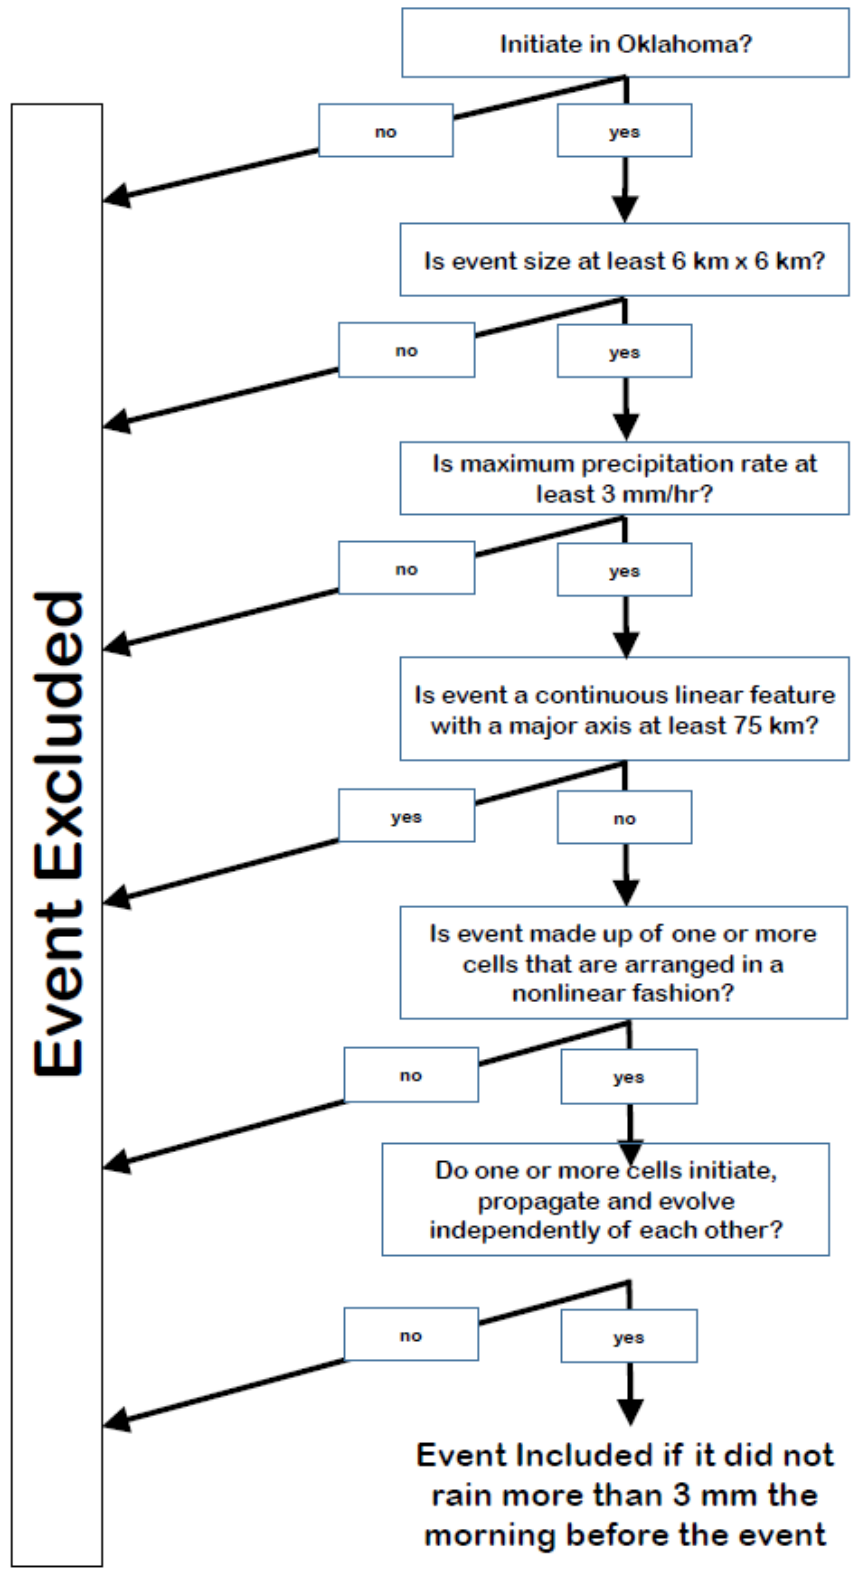 Initiate in Oklahoma?
no
yes
Is event size at least 6 km x 6 km?
no
yes
Is maximum precipitation rate at
least 3 mm/hr?
no
yes
Is event a continuous linear feature
with a major axis at least 75 km?
yes
no
Is event made up of one or more
cells that are arranged in a
nonlinear fashion?
no
yes
Do one or more cells initiate,
propagate and evolve
independently of each other?
no
yes
Event Included if it did not
rain more than 3 mm the
morning before the event
Event Excluded